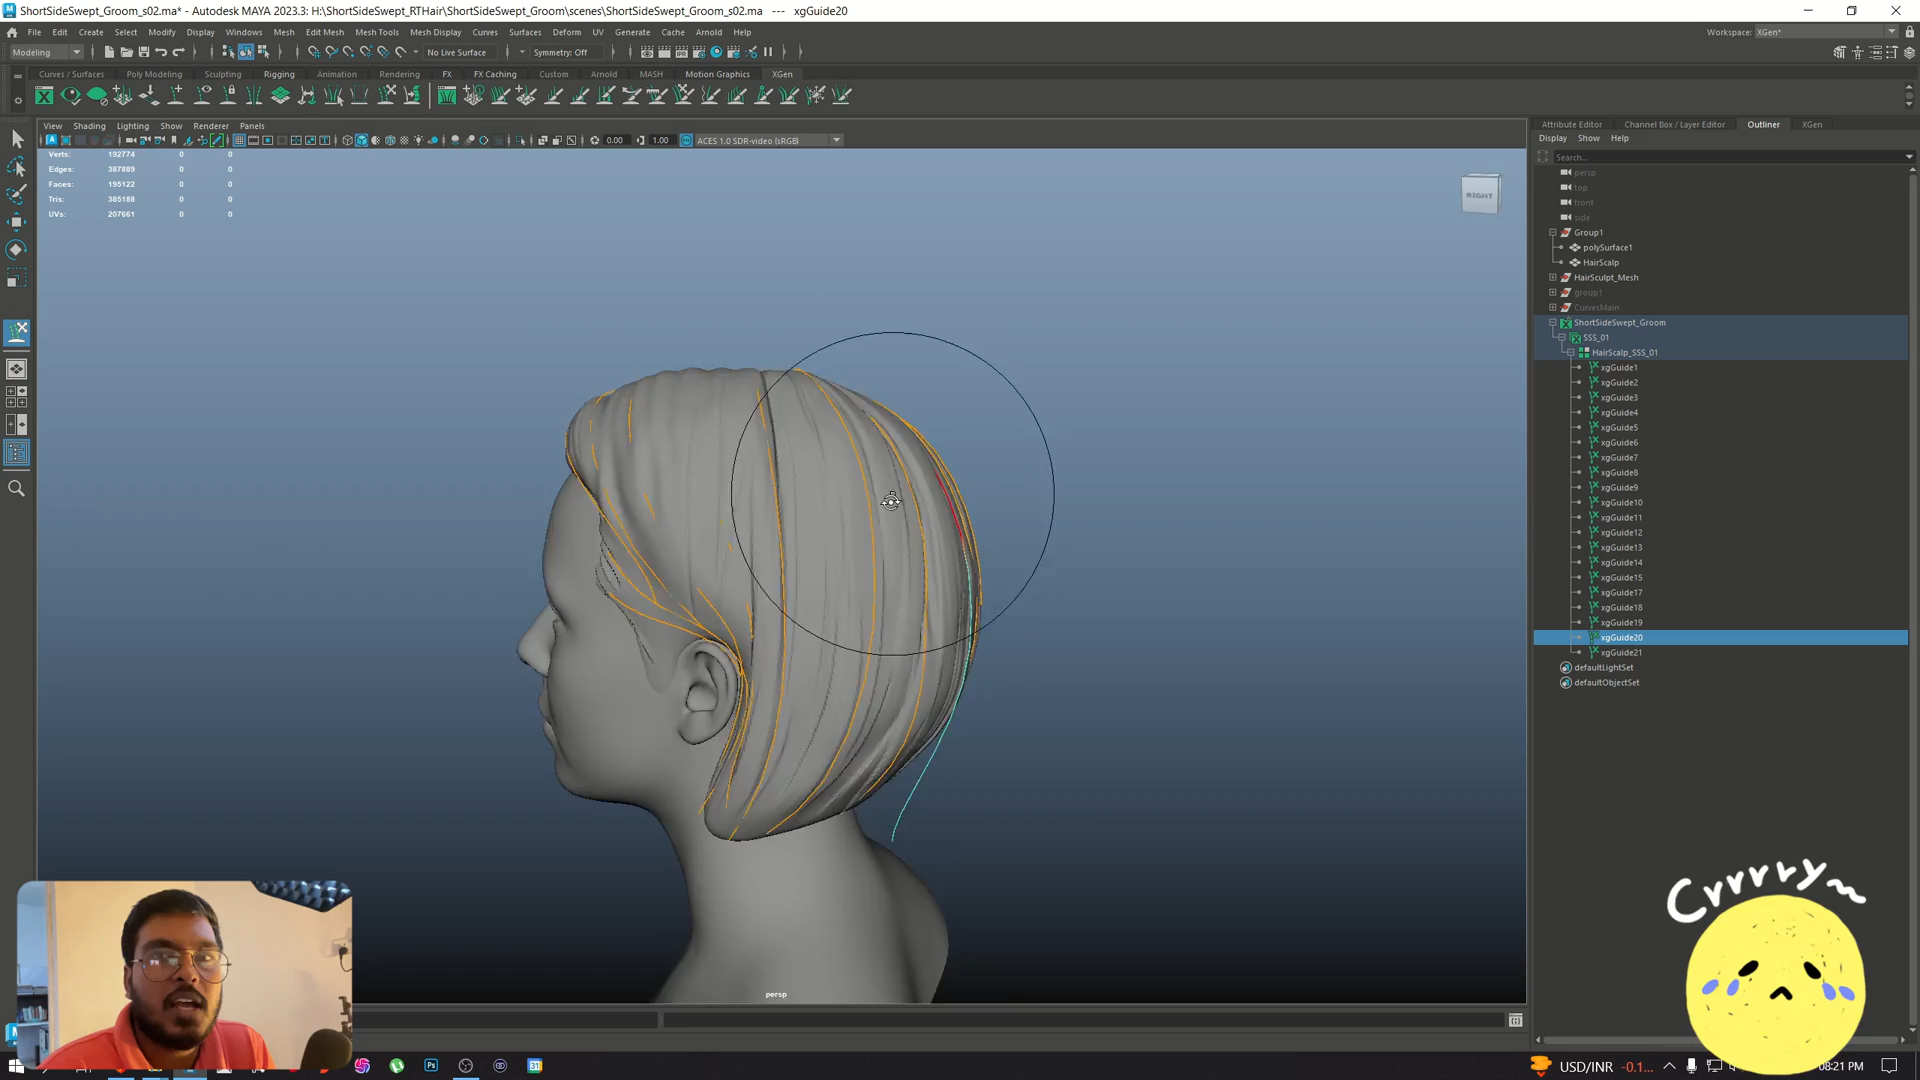 ShortSideSwept_Groom_s02.ma* - Autodesk MAYA 2023.3: H:\ShortSideSwept_RTHair\ShortSideSwept_Groom\scenes\ShortSideSwept_Groom_s02.ma --- xgGuide20
File Edit Create Select Modify Display Windows Mesh Edit Mesh Mesh Tools Mesh Display Curves Surfaces Deform UV Generate Cache Arnold Help
Workspace: XGen*
Modeling
No Live Surface
Symmetry: Off
Curves / Surfaces Poly Modeling Sculpting Rigging Animation Rendering FX FX Caching Custom Arnold MASH Motion Graphics XGen
View Shading Lighting Show Renderer Panels
0.00 1.00 ACES 1.0 SDR-video (sRGB)
Verts: 192774 0 0
Edges: 387889 0 0
Faces: 195122 0 0
Tris: 385188 0 0
UVs: 207661 0 0
RIGHT
persp
Attribute Editor Channel Box / Layer Editor Outliner XGen
Display Show Help
Search...
persp
top
front
side
Group1
polySurface1
HairScalp
HairSculpt_Mesh
group1
CurvesMain
ShortSideSwept_Groom
SSS_01
HairScalp_SSS_01
xgGuide1
xgGuide2
xgGuide3
xgGuide4
xgGuide5
xgGuide6
xgGuide7
xgGuide8
xgGuide9
xgGuide10
xgGuide11
xgGuide12
xgGuide13
xgGuide14
xgGuide15
xgGuide17
xgGuide18
xgGuide19
xgGuide20
xgGuide21
defaultLightSet
defaultObjectSet
Crrrry~
Ps
31
USD/INR -0.1...
08:21 PM